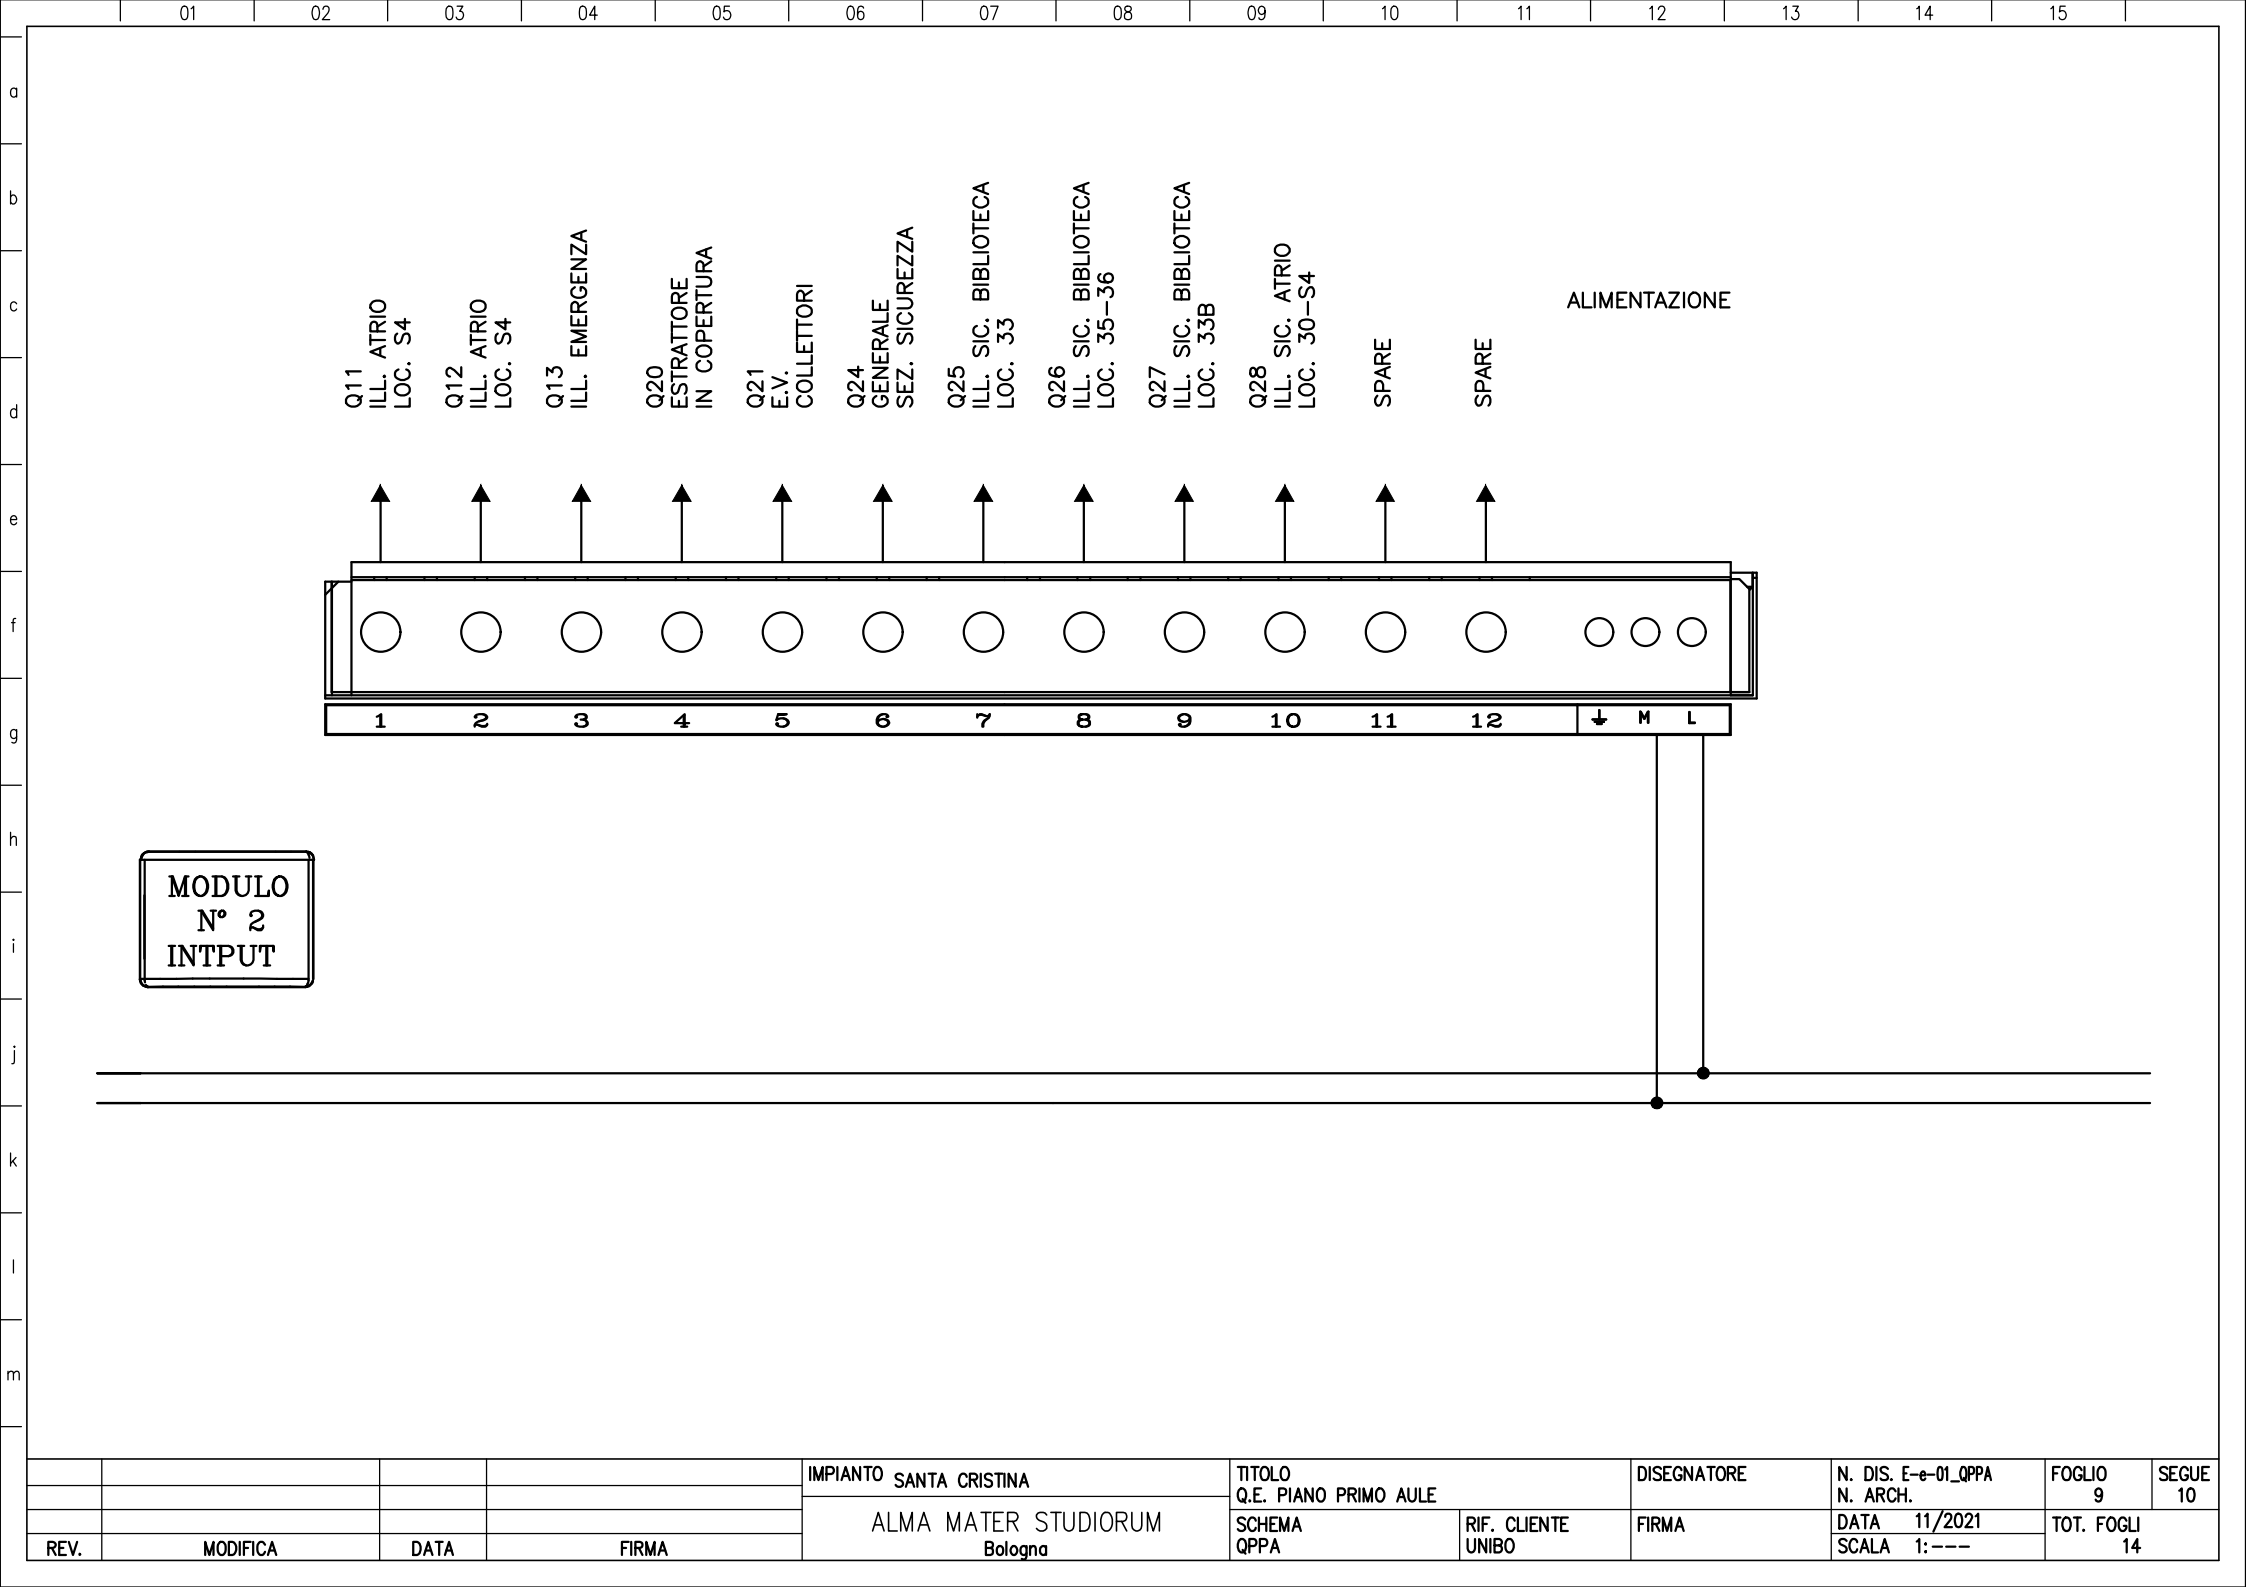 01 02 03 04 05 06 07 08 09 10 11 12 13 14 15
a
b
c
d
e
f
g
h
i
j
k
l
m
Q11
ILL. ATRIO
LOC. S4
Q12
ILL. ATRIO
LOC. S4
Q13
ILL. EMERGENZA
Q20
ESTRATTORE
IN COPERTURA
Q21
E.V.
COLLETTORI
Q24
GENERALE
SEZ. SICUREZZA
Q25
ILL. SIC. BIBLIOTECA
LOC. 33
Q26
ILL. SIC. BIBLIOTECA
LOC. 35-36
Q27
ILL. SIC. BIBLIOTECA
LOC. 33B
Q28
ILL. SIC. ATRIO
LOC. 30-S4
SPARE
SPARE
ALIMENTAZIONE
1 2 3 4 5 6 7 8 9 10 11 12 M L
MODULO
N° 2
INTPUT
REV. MODIFICA DATA FIRMA
IMPIANTO SANTA CRISTINA
ALMA MATER STUDIORUM
Bologna
TITOLO
Q.E. PIANO PRIMO AULE
SCHEMA
QPPA
RIF. CLIENTE
UNIBO
DISEGNATORE
FIRMA
N. DIS. E-e-01_QPPA
N. ARCH.
DATA 11/2021
SCALA 1:---
FOGLIO
9
SEGUE
10
TOT. FOGLI
14